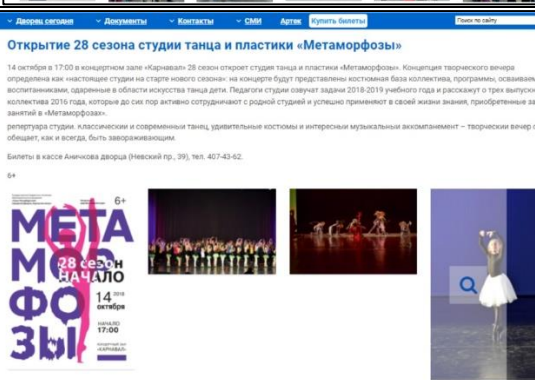 Дворец сегодня Документы Контакты СМИ Артек Купить билеты Поиск по сайту
Открытие 28 сезона студии танца и пластики «Метаморфозы»
14 октября в 17:00 в концертном зале «Карнавал» 28 сезон откроет студия танца и пластики «Метаморфозы». Концепция творческого вечера
определена как «настоящее студии на старте нового сезона»: на концерте будут представлены костюмная база коллектива, программы, осваиваем
воспитанниками, одаренные в области искусства танца дети. Педагоги студии озвучат задачи 2018-2019 учебного года и расскажут о трех выпуск
коллектива 2016 года, которые до сих пор активно сотрудничают с родной студией и успешно применяют в своей жизни знания, приобретенные за
занятий в «Метаморфозах».
репертуара студии. Классический и современный танец, удивительные костюмы и интересный музыкальный аккомпанемент – творческий вечер
обещает, как и всегда, быть завораживающим.
Билеты в кассе Аничкова дворца (Невский пр., 39), тел. 407-43-62.
6+
6+
МЕТА
МОР
28 сезон
НАЧАЛО
ФО
14 2018
октября
ЗЫ
НАЧАЛО
17:00
«КАРНАВАЛ»